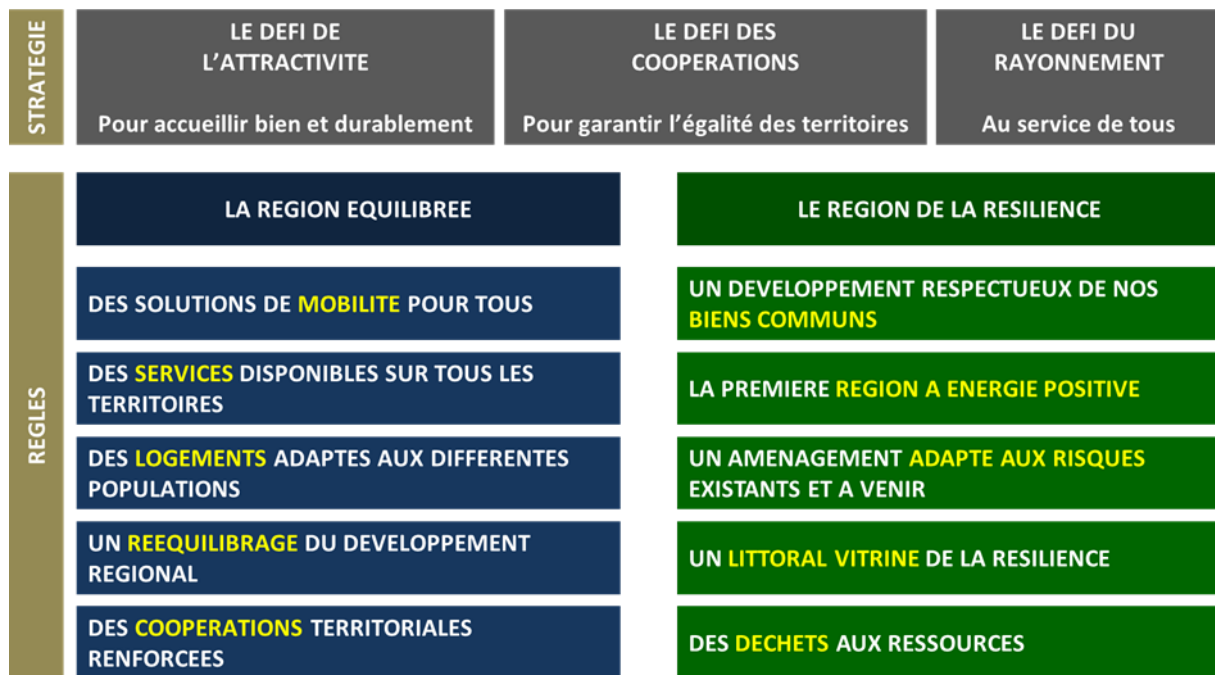 STRATEGIE
LE DEFI DE
L'ATTRACTIVITE
Pour accueillir bien et durablement
LE DEFI DES
COOPERATIONS
Pour garantir l'égalité des territoires
LE DEFI DU
RAYONNEMENT
Au service de tous
REGLES
LA REGION EQUILIBREE
DES SOLUTIONS DE MOBILITE POUR TOUS
DES SERVICES DISPONIBLES SUR TOUS LES
TERRITOIRES
DES LOGEMENTS ADAPTES AUX DIFFERENTES
POPULATIONS
UN REEQUILIBRAGE DU DEVELOPPEMENT
REGIONAL
DES COOPERATIONS TERRITORIALES
RENFORCEES
LE REGION DE LA RESILIENCE
UN DEVELOPPEMENT RESPECTUEUX DE NOS
BIENS COMMUNS
LA PREMIERE REGION A ENERGIE POSITIVE
UN AMENAGEMENT ADAPTE AUX RISQUES
EXISTANTS ET A VENIR
UN LITTORAL VITRINE DE LA RESILIENCE
DES DECHETS AUX RESSOURCES